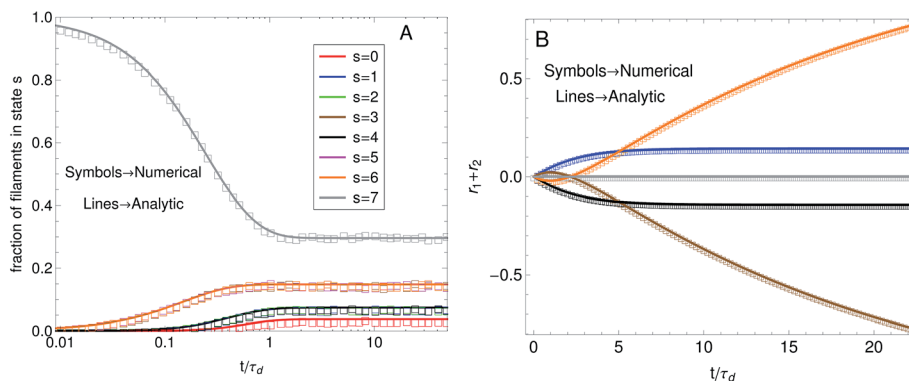 A
fraction of filaments in state s
1.0
0.8
0.6
0.4
0.2
0.0
s=0
s=1
s=2
s=3
s=4
s=5
s=6
s=7
Symbols→Numerical
Lines→Analytic
0.01
0.1
1
10
t/τd
B
r1+r2
0.5
0.0
−0.5
Symbols→Numerical
Lines→Analytic
0
5
10
15
20
t/τd